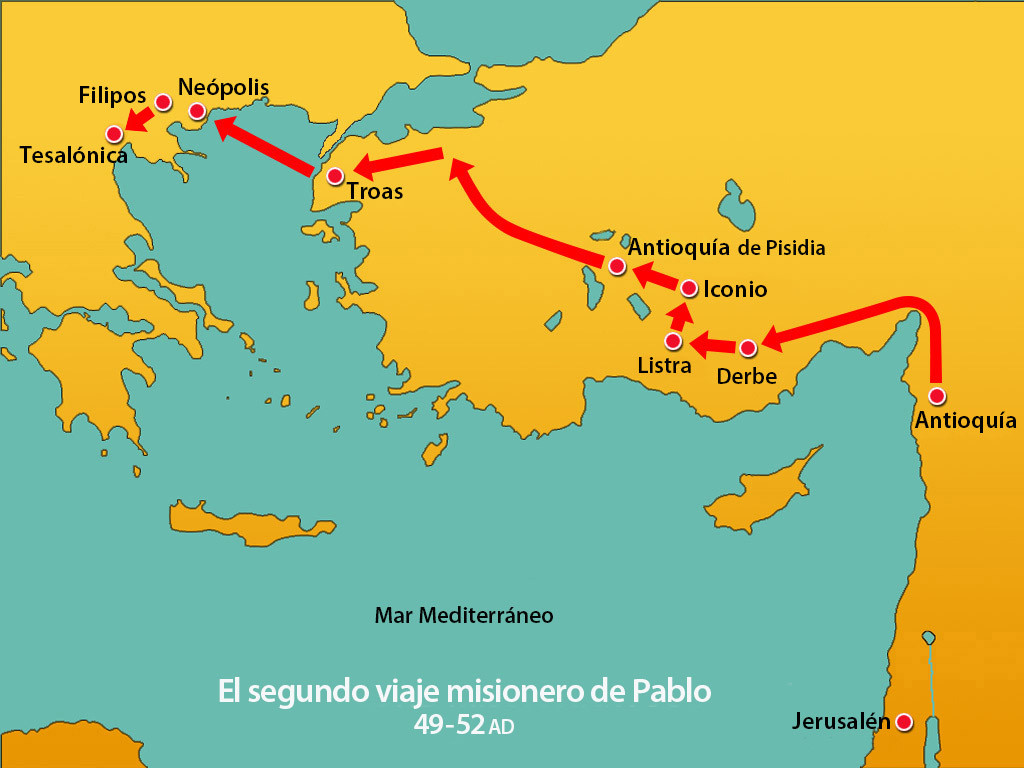 Filipos
Neópolis
Tesalónica
Troas
Antioquía de Pisidia
Iconio
Listra
Derbe
Antioquía
Mar Mediterráneo
El segundo viaje misionero de Pablo
49-52 AD
Jerusalén